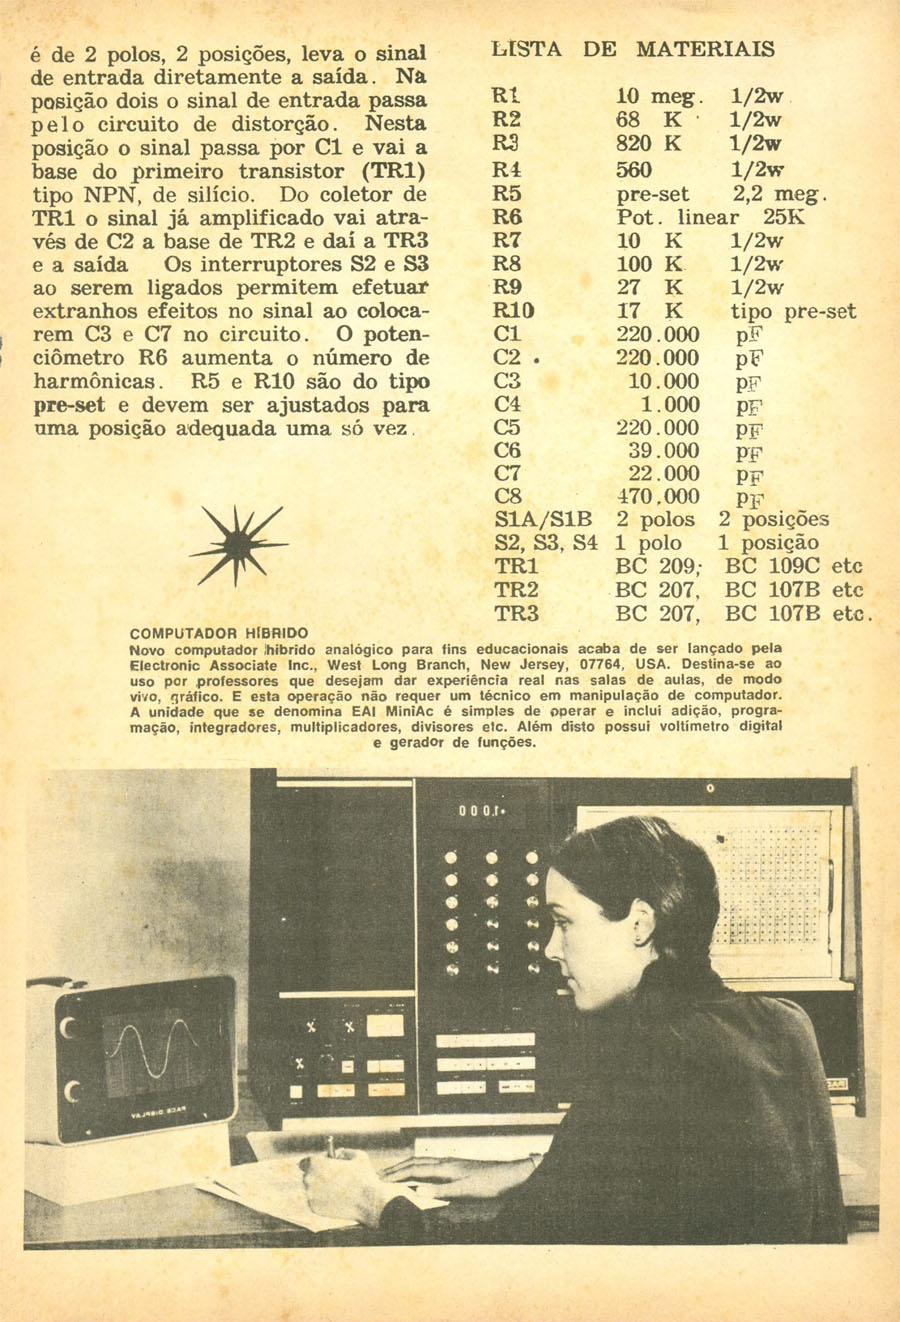 é de 2 polos, 2 posições, leva o sinal
de entrada diretamente a saída. Na
posição dois o sinal de entrada passa
pelo circuito de distorção. Nesta
posição o sinal passa por C1 e vai a
base do primeiro transistor (TR1)
tipo NPN, de silício. Do coletor de
TR1 o sinal já amplificado vai atra-
vés de C2 a base de TR2 e daí a TR3
e a saída Os interruptores S2 e S3
ao serem ligados permitem efetuar
extranhos efeitos no sinal ao coloca-
rem C3 e C7 no circuito. O poten-
ciômetro R6 aumenta o número de
harmônicas. R5 e R10 são do tipo
pre-set e devem ser ajustados para
uma posição adequada uma só vez.
LISTA DE MATERIAIS
R1 10 meg. 1/2w
R2 68 K 1/2w
R3 820 K 1/2w
R4 560 1/2w
R5 pre-set 2,2 meg.
R6 Pot. linear 25K
R7 10 K 1/2w
R8 100 K 1/2w
R9 27 K 1/2w
R10 17 K tipo pre-set
C1 220.000 pF
C2 . 220.000 pF
C3 10.000 pF
C4 1.000 pF
C5 220.000 pF
C6 39.000 pF
C7 22.000 pF
C8 470.000 pF
S1A/S1B 2 polos 2 posições
S2, S3, S4 1 polo 1 posição
TR1 BC 209, BC 109C etc
TR2 BC 207, BC 107B etc
TR3 BC 207, BC 107B etc.
COMPUTADOR HÍBRIDO
Novo computador híbrido analógico para fins educacionais acaba de ser lançado pela
Electronic Associate Inc., West Long Branch, New Jersey, 07764, USA. Destina-se ao
uso por professores que desejam dar experiência real nas salas de aulas, de modo
vivo, gráfico. E esta operação não requer um técnico em manipulação de computador.
A unidade que se denomina EAI MiniAc é simples de operar e inclui adição, progra-
mação, integradores, multiplicadores, divisores etc. Além disto possui voltímetro digital
e gerador de funções.
+1.000
PACE DISPLAY